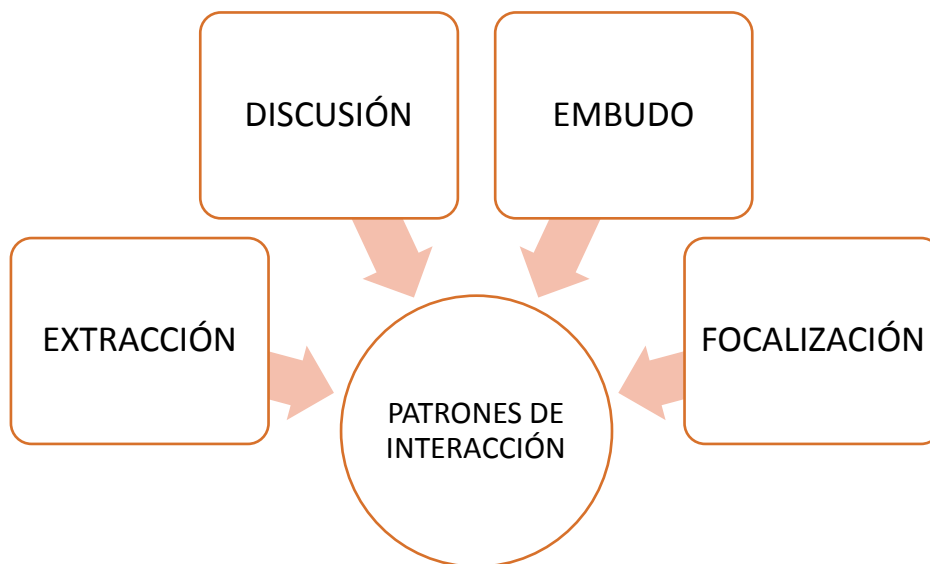 DISCUSIÓN
EMBUDO
EXTRACCIÓN
FOCALIZACIÓN
PATRONES DE
INTERACCIÓN